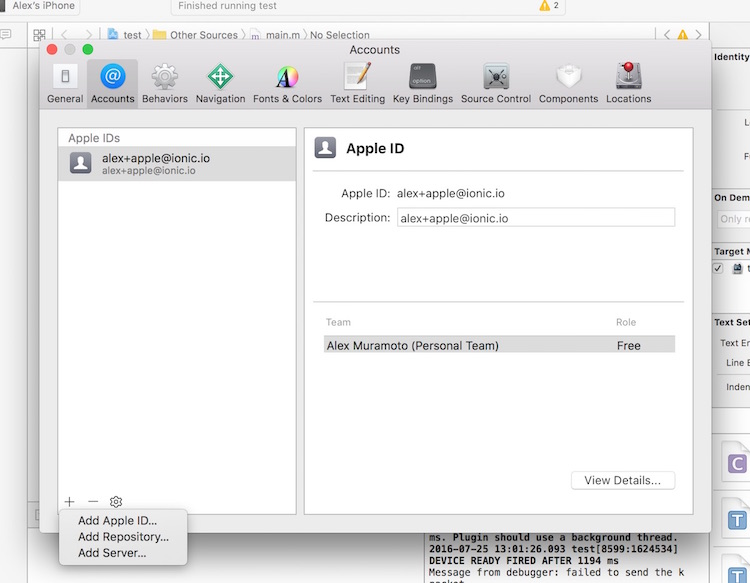 Alex's iPhone
Finished running test
2
test
Other Sources
main.m
No Selection
Accounts
General
Accounts
Behaviors
Navigation
Fonts & Colors
Text Editing
Key Bindings
Source Control
Components
Locations
off
option
Apple IDs
alex+apple@ionic.io
alex+apple@ionic.io
Apple ID
Apple ID: alex+apple@ionic.io
Description: alex+apple@ionic.io
Team Role
Alex Muramoto (Personal Team) Free
View Details...
Add Apple ID...
Add Repository...
Add Server...
Identity
On Dem
Only re
Target M
Text Set
Text En
Line E
Inden
C
T
T
ms. Plugin should use a background thread.
2016-07-25 13:01:26.093 test[8599:1624534]
DEVICE READY FIRED AFTER 1194 ms
Message from debugger: failed to send the k